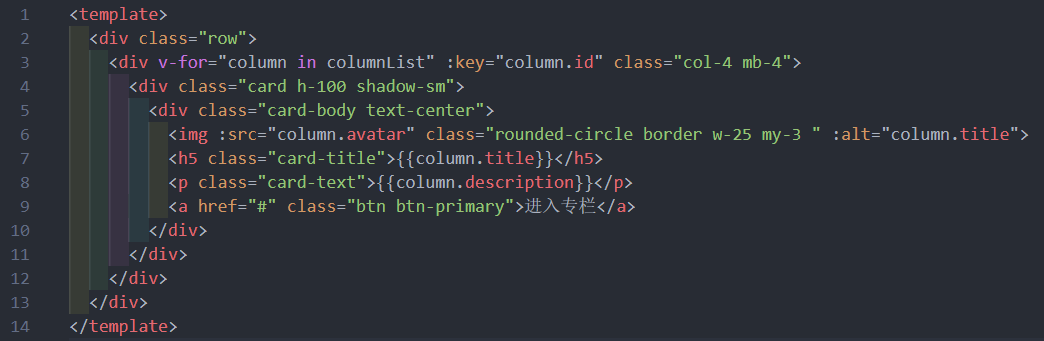 1 <template>
2 <div class="row">
3 <div v-for="column in columnList" :key="column.id" class="col-4 mb-4">
4 <div class="card h-100 shadow-sm">
5 <div class="card-body text-center">
6 <img :src="column.avatar" class="rounded-circle border w-25 my-3 " :alt="column.title">
7 <h5 class="card-title">{{column.title}}</h5>
8 <p class="card-text">{{column.description}}</p>
9 <a href="#" class="btn btn-primary">进入专栏</a>
10 </div>
11 </div>
12 </div>
13 </div>
14 </template>